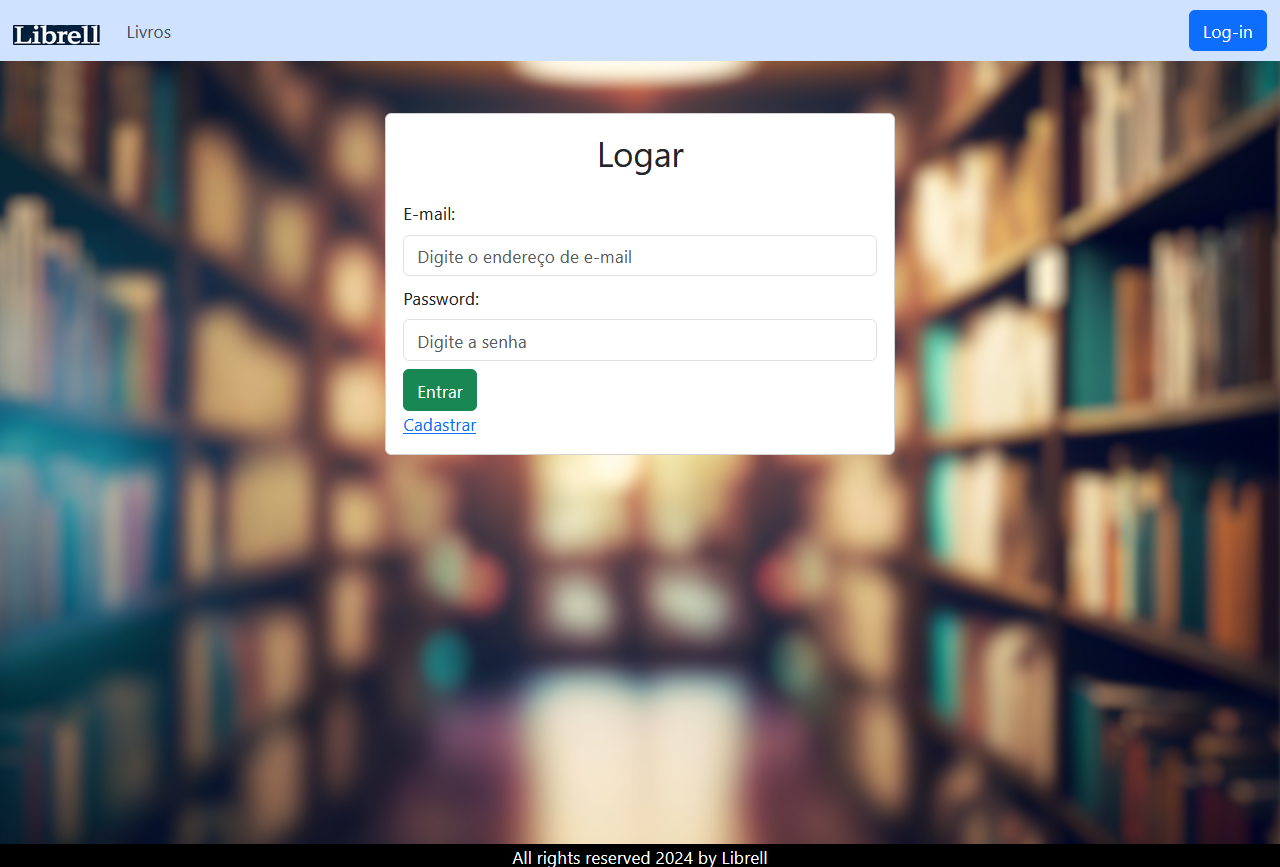 Librell
Livros
Log-in
Logar
E-mail:
Digite o endereço de e-mail
Password:
Digite a senha
Entrar
Cadastrar
All rights reserved 2024 by Librell